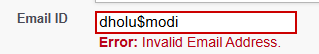 Email ID dholu$modi
Error: Invalid Email Address.